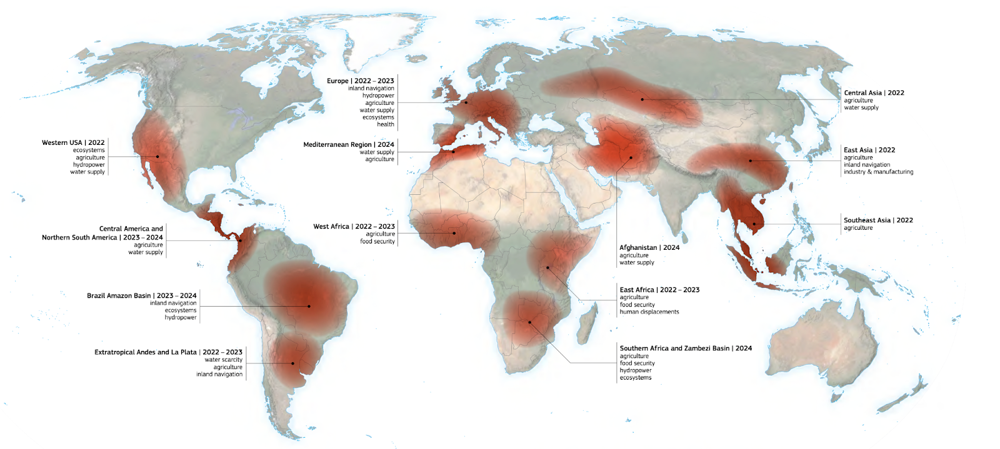 Europe | 2022 – 2023
inland navigation
hydropower
agriculture
water supply
ecosystems
health
Central Asia | 2022
agriculture
water supply
Western USA | 2022
ecosystems
agriculture
hydropower
water supply
Mediterranean Region | 2024
water supply
agriculture
East Asia | 2022
agriculture
inland navigation
industry & manufacturing
Central America and
Northern South America | 2023 – 2024
agriculture
water supply
West Africa | 2022 – 2023
agriculture
food security
Southeast Asia | 2022
agriculture
Afghanistan | 2024
agriculture
water supply
Brazil Amazon Basin | 2023 – 2024
inland navigation
ecosystems
hydropower
East Africa | 2022 – 2023
agriculture
food security
human displacements
Extratropical Andes and La Plata | 2022 – 2023
water scarcity
agriculture
inland navigation
Southern Africa and Zambezi Basin | 2024
agriculture
food security
hydropower
ecosystems